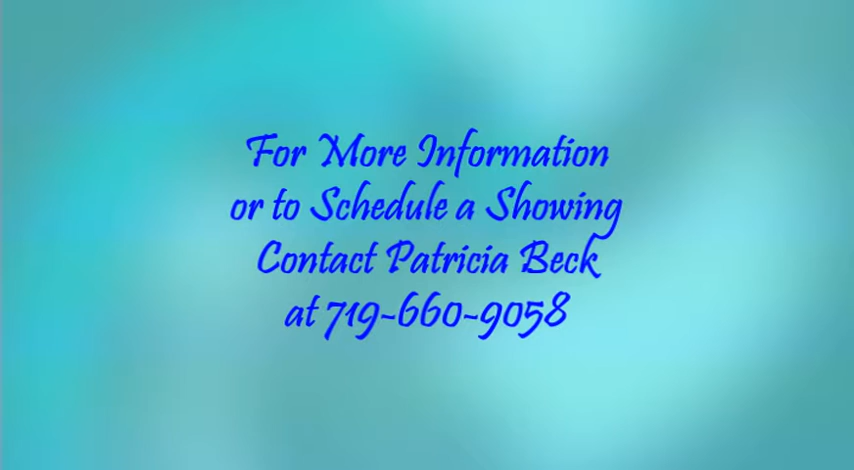 For More Information
or to Schedule a Showing
Contact Patricia Beck
at 719-660-9058